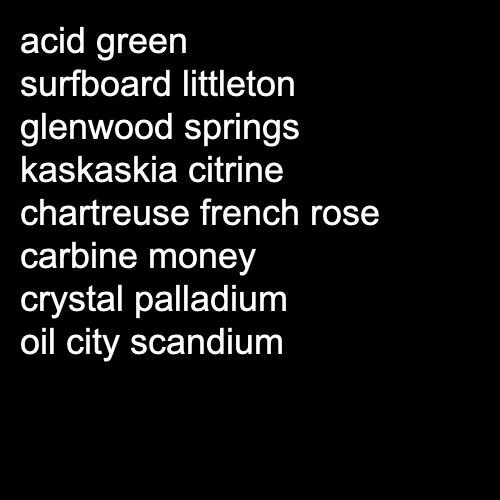 acid green
surfboard littleton
glenwood springs
kaskaskia citrine
chartreuse french rose
carbine money
crystal palladium
oil city scandium